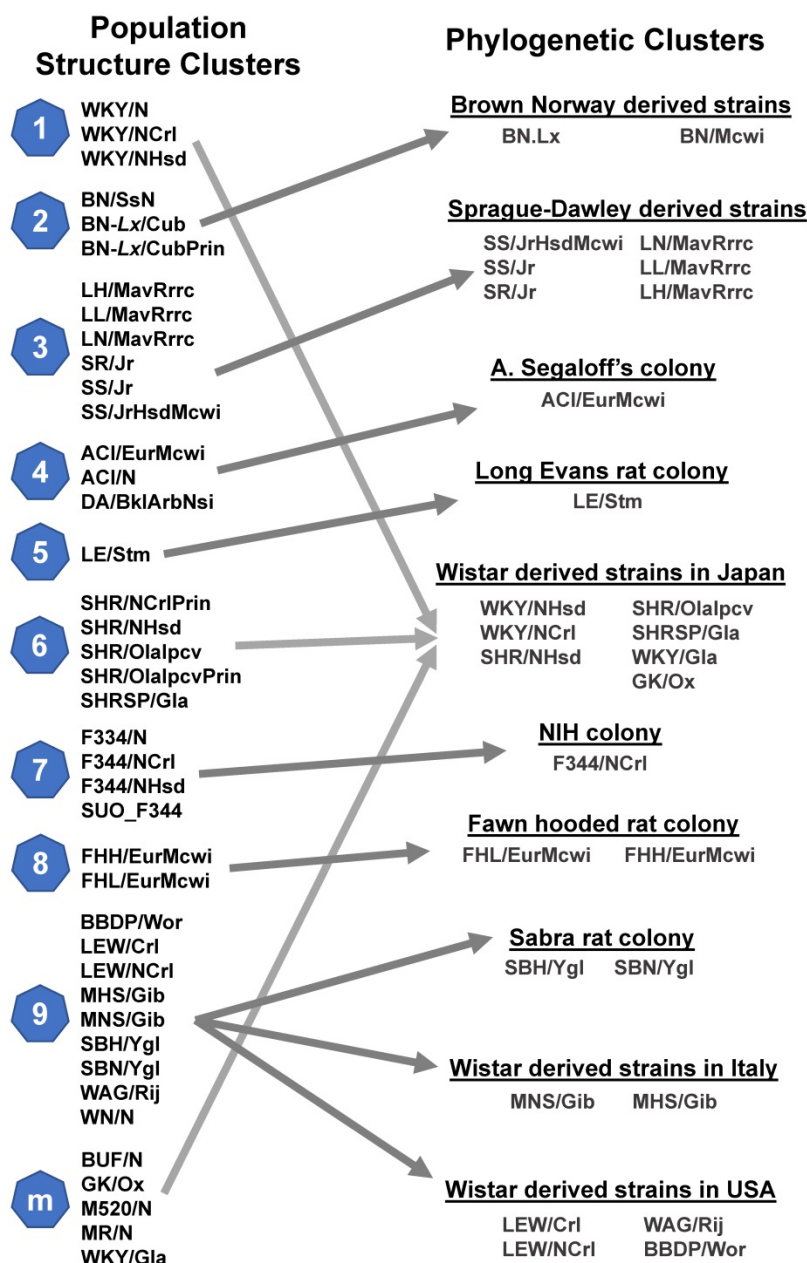 Population
Structure Clusters
1
WKY/N
WKY/NCrl
WKY/NHsd
2
BN/SsN
BN-Lx/Cub
BN-Lx/CubPrin
3
LH/MavRrrc
LL/MavRrrc
LN/MavRrrc
SR/Jr
SS/Jr
SS/JrHsdMcwi
4
ACI/EurMcwi
ACI/N
DA/BklArbNsi
5
LE/Stm
6
SHR/NCrlPrin
SHR/NHsd
SHR/Olalpcv
SHR/OlalpcvPrin
SHRSP/Gla
7
F334/N
F344/NCrl
F344/NHsd
SUO_F344
8
FHH/EurMcwi
FHL/EurMcwi
9
BBDP/Wor
LEW/Crl
LEW/NCrl
MHS/Gib
MNS/Gib
SBH/Ygl
SBN/Ygl
WAG/Rij
WN/N
m
BUF/N
GK/Ox
M520/N
MR/N
WKY/Gla
Phylogenetic Clusters
Brown Norway derived strains
BN.Lx BN/Mcwi
Sprague-Dawley derived strains
SS/JrHsdMcwi LN/MavRrrc
SS/Jr LL/MavRrrc
SR/Jr LH/MavRrrc
A. Segaloff's colony
ACI/EurMcwi
Long Evans rat colony
LE/Stm
Wistar derived strains in Japan
WKY/NHsd SHR/Olalpcv
WKY/NCrl SHRSP/Gla
SHR/NHsd WKY/Gla
GK/Ox
NIH colony
F344/NCrl
Fawn hooded rat colony
FHL/EurMcwi FHH/EurMcwi
Sabra rat colony
SBH/Ygl SBN/Ygl
Wistar derived strains in Italy
MNS/Gib MHS/Gib
Wistar derived strains in USA
LEW/Crl WAG/Rij
LEW/NCrl BBDP/Wor